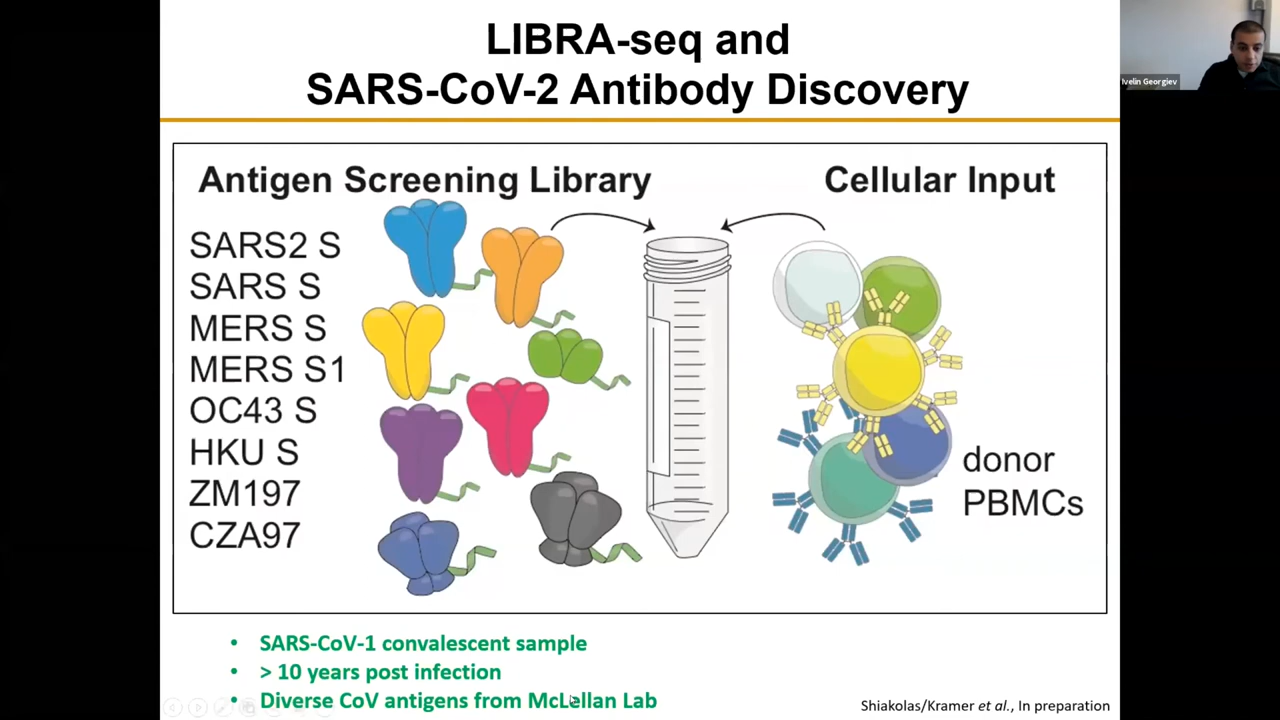 LIBRA-seq and
SARS-CoV-2 Antibody Discovery
Ivelin Georgiev
Antigen Screening Library
Cellular Input
SARS2 S
SARS S
MERS S
MERS S1
OC43 S
HKU S
ZM197
CZA97
donor
PBMCs
• SARS-CoV-1 convalescent sample
• > 10 years post infection
• Diverse CoV antigens from McLellan Lab
Shiakolas/Kramer et al., In preparation